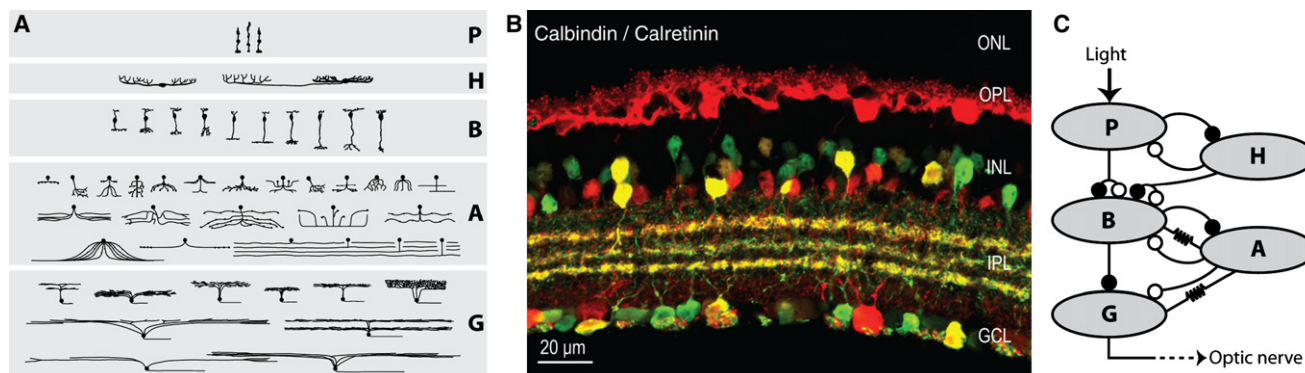 A
P
H
B
A
G
B
Calbindin / Calretinin
ONL
OPL
INL
IPL
GCL
20 µm
C
Light
P
H
B
A
G
Optic nerve